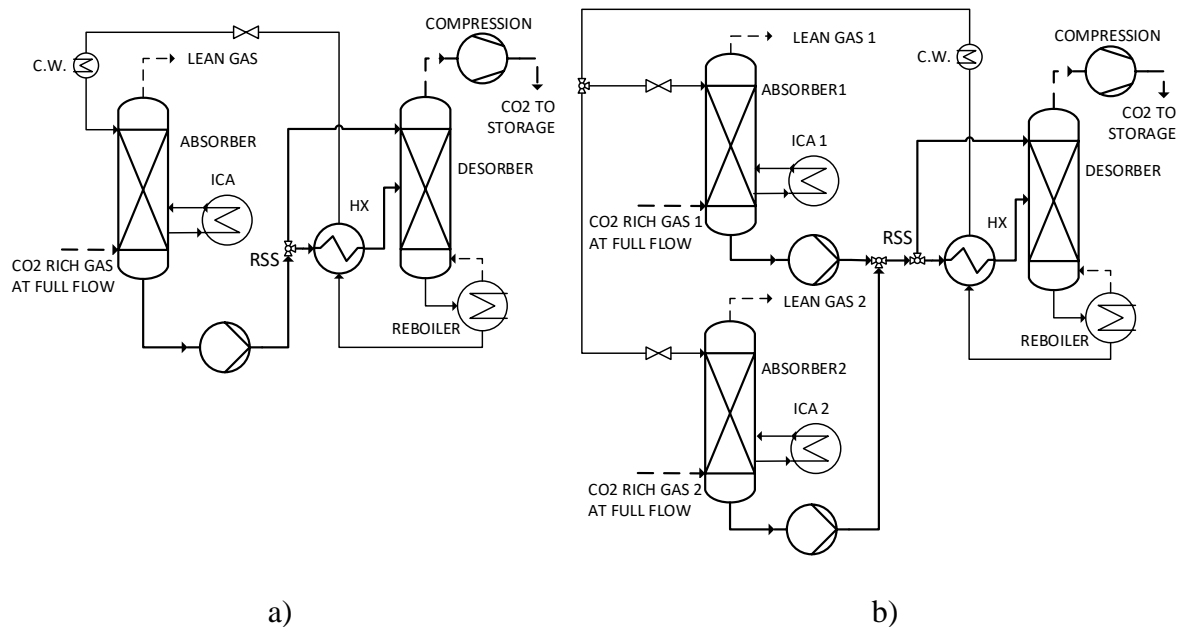 COMPRESSION
LEAN GAS
C.W.
CO2 TO
STORAGE
ABSORBER
DESORBER
ICA
HX
CO2 RICH GAS
AT FULL FLOW
RSS
REBOILER
a)
LEAN GAS 1
COMPRESSION
C.W.
ABSORBER1
CO2 TO
STORAGE
ICA 1
DESORBER
CO2 RICH GAS 1
AT FULL FLOW
RSS
HX
LEAN GAS 2
REBOILER
ABSORBER2
ICA 2
CO2 RICH GAS 2
AT FULL FLOW
b)